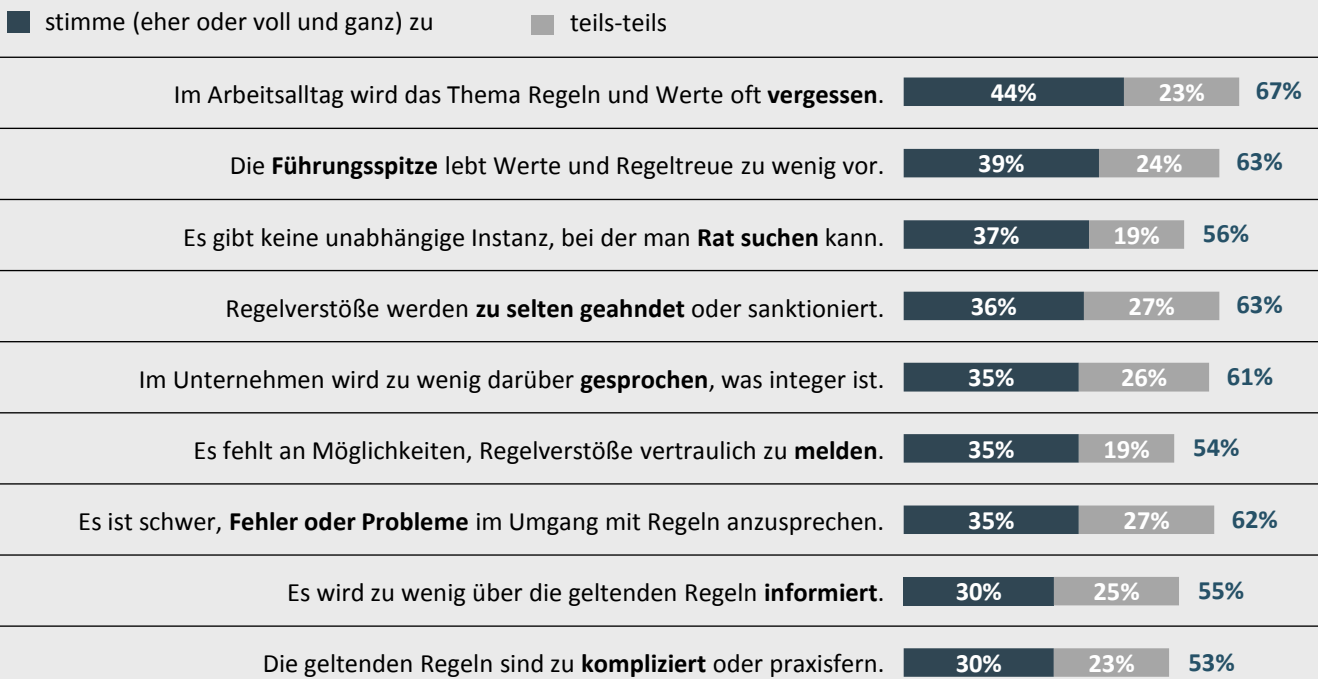 stimme (eher oder voll und ganz) zu teils-teils
Im Arbeitsalltag wird das Thema Regeln und Werte oft vergessen. 44% 23% 67%
Die Führungsspitze lebt Werte und Regeltreue zu wenig vor. 39% 24% 63%
Es gibt keine unabhängige Instanz, bei der man Rat suchen kann. 37% 19% 56%
Regelverstöße werden zu selten geahndet oder sanktioniert. 36% 27% 63%
Im Unternehmen wird zu wenig darüber gesprochen, was integer ist. 35% 26% 61%
Es fehlt an Möglichkeiten, Regelverstöße vertraulich zu melden. 35% 19% 54%
Es ist schwer, Fehler oder Probleme im Umgang mit Regeln anzusprechen. 35% 27% 62%
Es wird zu wenig über die geltenden Regeln informiert. 30% 25% 55%
Die geltenden Regeln sind zu kompliziert oder praxisfern. 30% 23% 53%